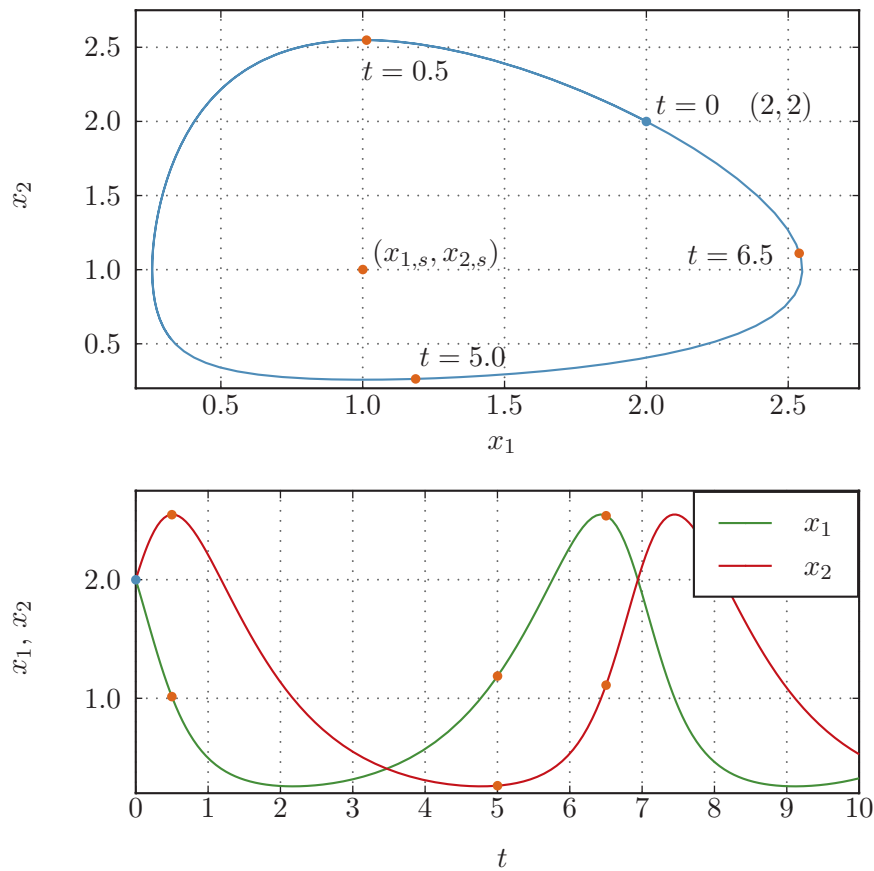 2.5
t = 0.5
t = 0 (2, 2)
2.0
x2
1.5
(x1,s, x2,s)
t = 6.5
1.0
t = 5.0
0.5
0.5 1.0 1.5 2.0 2.5
x1
x1
x2
2.0
x1, x2
1.0
0 1 2 3 4 5 6 7 8 9 10
t